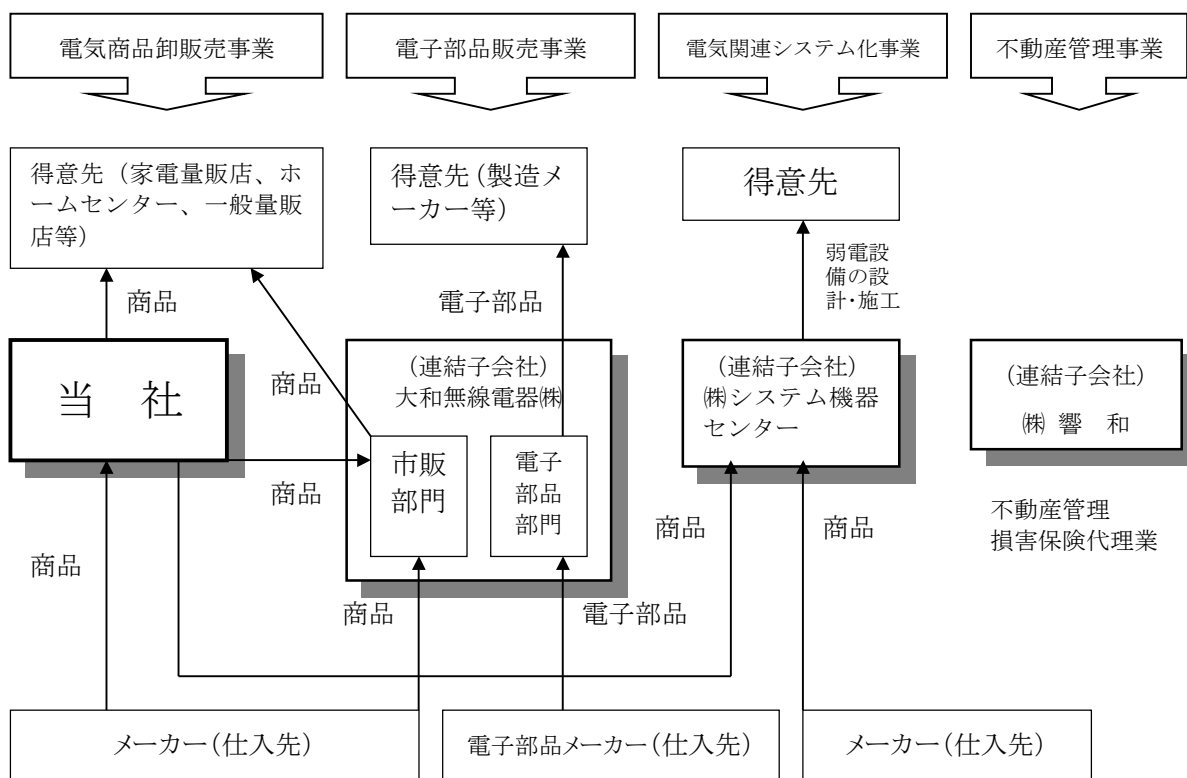 電気商品卸販売事業
電子部品販売事業
電気関連システム化事業
不動産管理事業
得意先（家電量販店、ホ
ームセンター、一般量販
店等）
得意先（製造メ
ーカー等）
得意先
商品
電子部品
弱電設
備の設
計・施工
当　社
商品
（連結子会社）
大和無線電器㈱
（連結子会社）
㈱システム機器
センター
（連結子会社）
㈱ 響　和
市販
部門
電子
部品
部門
商品
商品
商品
不動産管理
損害保険代理業
商品
商品
電子部品
メーカー（仕入先）
電子部品メーカー（仕入先）
メーカー（仕入先）